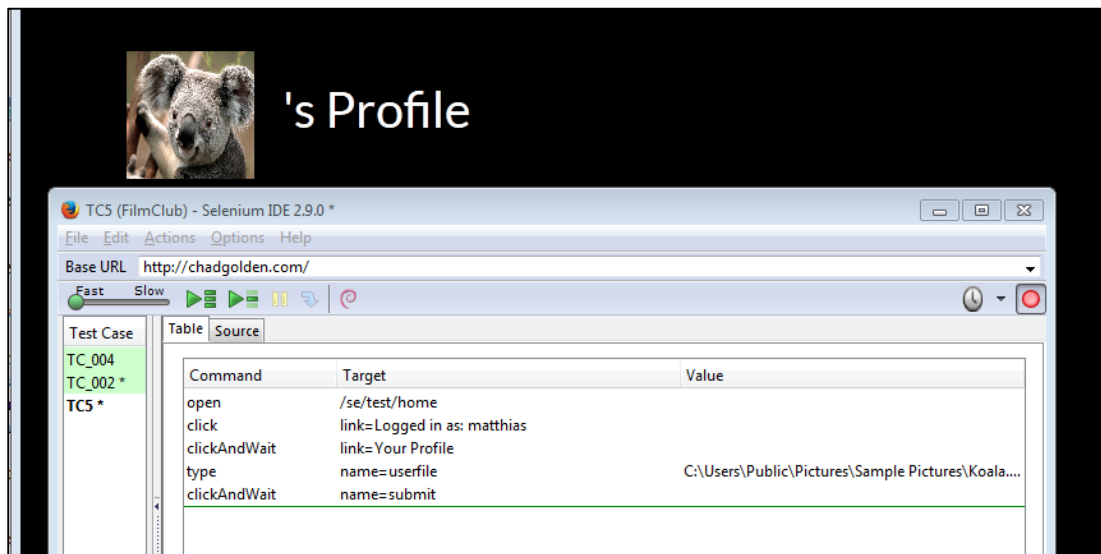 's Profile
TC5 (FilmClub) - Selenium IDE 2.9.0 *
File Edit Actions Options Help
Base URL http://chadgolden.com/
Fast Slow
Test Case Table Source
TC_004
TC_002 *
TC5 *
Command Target Value
open /se/test/home
click link=Logged in as: matthias
clickAndWait link=Your Profile
type name=userfile C:\Users\Public\Pictures\Sample Pictures\Koala....
clickAndWait name=submit